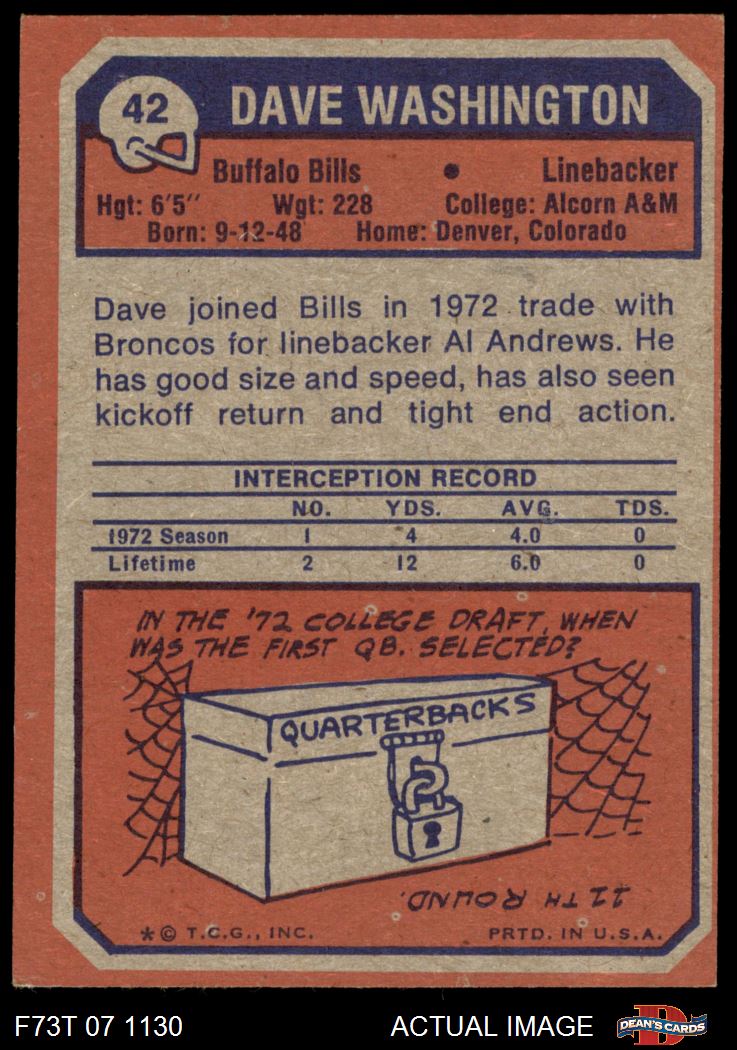 42
DAVE WASHINGTON
Buffalo Bills • Linebacker
Hgt: 6'5" Wgt: 228 College: Alcorn A&M
Born: 9-12-48 Home: Denver, Colorado
Dave joined Bills in 1972 trade with
Broncos for linebacker Al Andrews. He
has good size and speed, has also seen
kickoff return and tight end action.
INTERCEPTION RECORD
NO. YDS. AVG. TDS.
1972 Season 1 4 4.0 0
Lifetime 2 12 6.0 0
IN THE '72 COLLEGE DRAFT, WHEN
WAS THE FIRST QB. SELECTED?
QUARTERBACKS
11TH ROUND.
*© T.C.G., INC. PRTD. IN U.S.A.
F73T 07 1130 ACTUAL IMAGE D DEAN'S CARDS